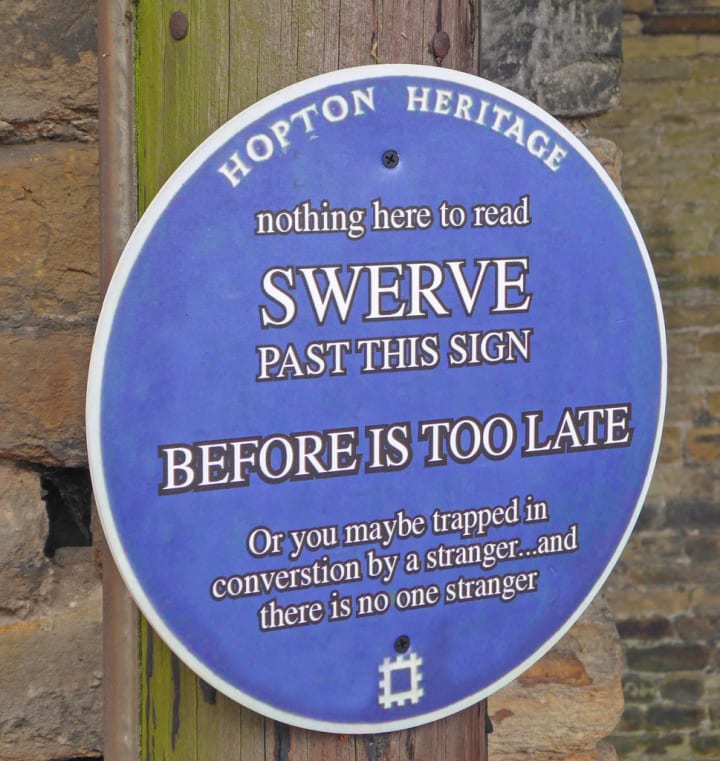 HOPTON HERITAGE
nothing here to read
SWERVE
PAST THIS SIGN
BEFORE IS TOO LATE
Or you maybe trapped in
converstion by a stranger...and
there is no one stranger